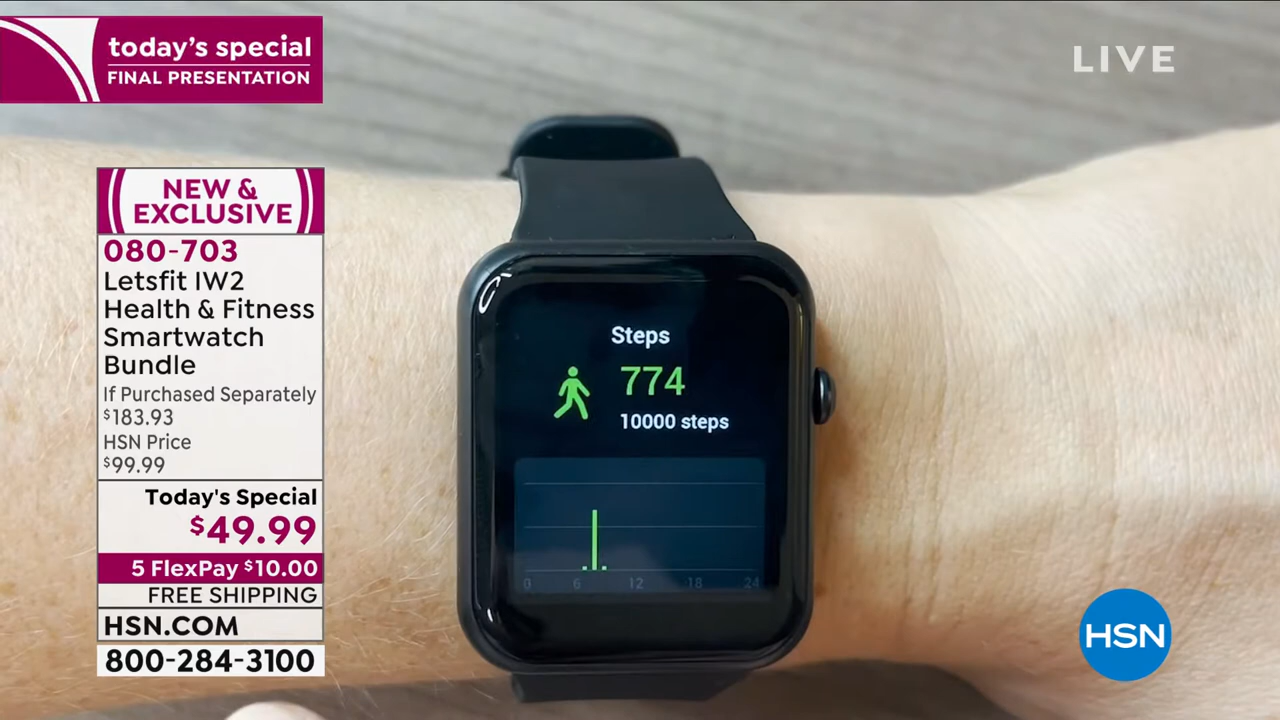 today's special
FINAL PRESENTATION
LIVE
NEW &
EXCLUSIVE
080-703
Letsfit IW2
Health & Fitness
Smartwatch
Bundle
If Purchased Separately
$183.93
HSN Price
$99.99
Today's Special
$49.99
5 FlexPay $10.00
FREE SHIPPING
HSN.COM
800-284-3100
Steps
774
10000 steps
0 6 12 18 24
HSN